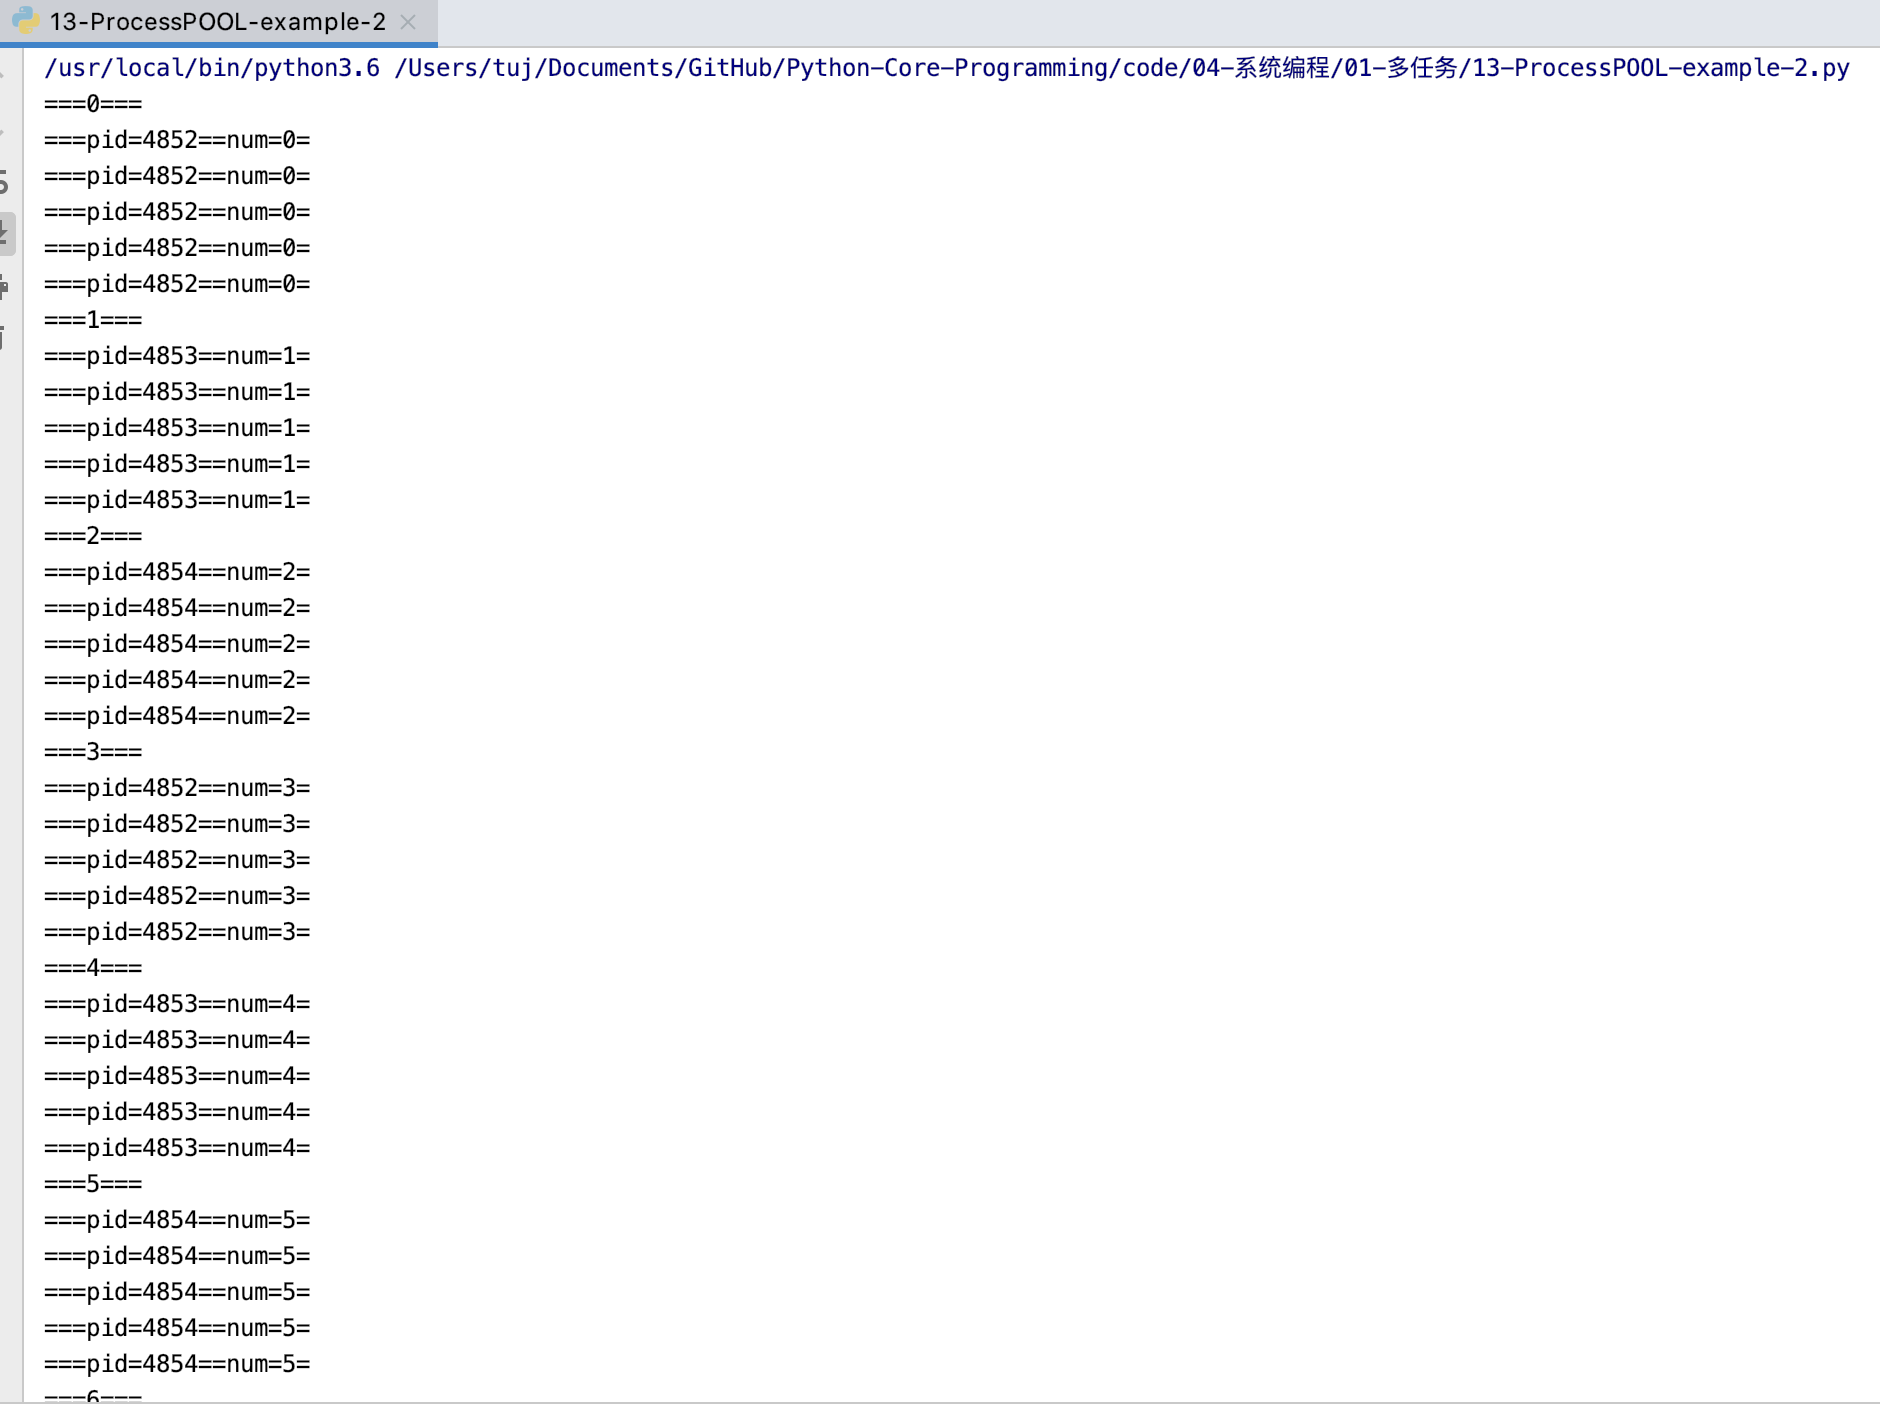 13-ProcessPOOL-example-2
/usr/local/bin/python3.6 /Users/tuj/Documents/GitHub/Python-Core-Programming/code/04-系统编程/01-多任务/13-ProcessPOOL-example-2.py
===0===
===pid=4852==num=0=
===pid=4852==num=0=
===pid=4852==num=0=
===pid=4852==num=0=
===pid=4852==num=0=
===1===
===pid=4853==num=1=
===pid=4853==num=1=
===pid=4853==num=1=
===pid=4853==num=1=
===pid=4853==num=1=
===2===
===pid=4854==num=2=
===pid=4854==num=2=
===pid=4854==num=2=
===pid=4854==num=2=
===pid=4854==num=2=
===3===
===pid=4852==num=3=
===pid=4852==num=3=
===pid=4852==num=3=
===pid=4852==num=3=
===pid=4852==num=3=
===4===
===pid=4853==num=4=
===pid=4853==num=4=
===pid=4853==num=4=
===pid=4853==num=4=
===pid=4853==num=4=
===5===
===pid=4854==num=5=
===pid=4854==num=5=
===pid=4854==num=5=
===pid=4854==num=5=
===pid=4854==num=5=
===6===